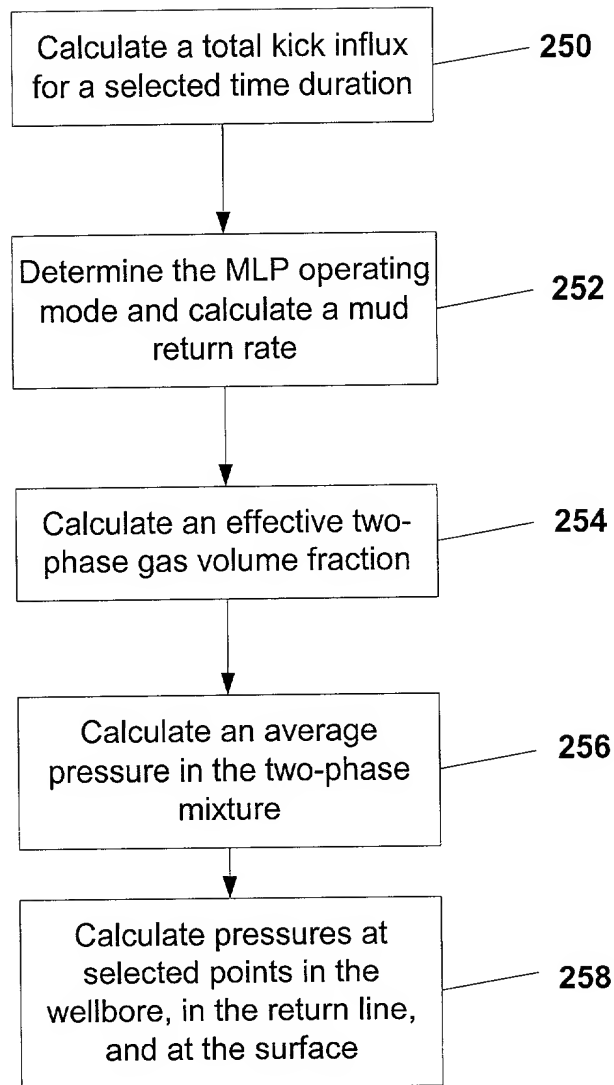 Calculate a total kick influx
for a selected time duration
250
Determine the MLP operating
mode and calculate a mud
return rate
252
Calculate an effective two-
phase gas volume fraction
254
Calculate an average
pressure in the two-phase
mixture
256
Calculate pressures at
selected points in the
wellbore, in the return line,
and at the surface
258